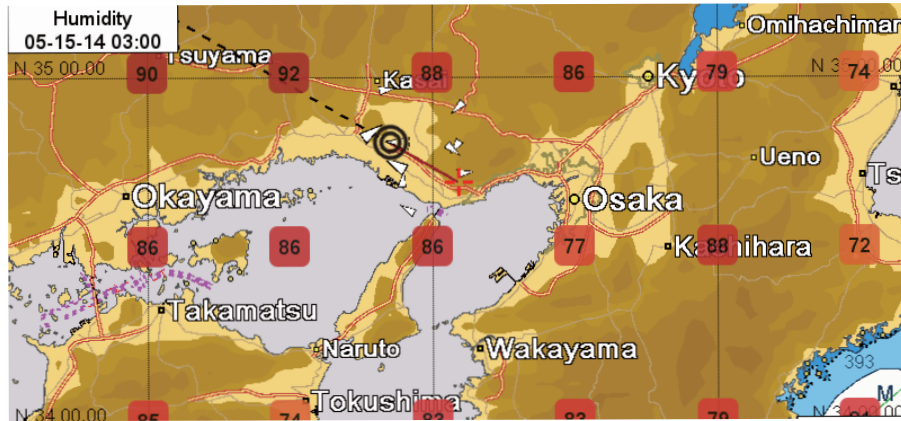 Humidity
05-15-14 03:00
Omihachiman
Tsuyama
N 35 00.00
90
92
88
86
79
74
Kasai
Kyoto
Ueno
Okayama
Osaka
86
86
86
77
88
72
Kashihara
Takamatsu
Naruto
Wakayama
393
Tokushima
M
N 34 00.00
85
74
83
83
79